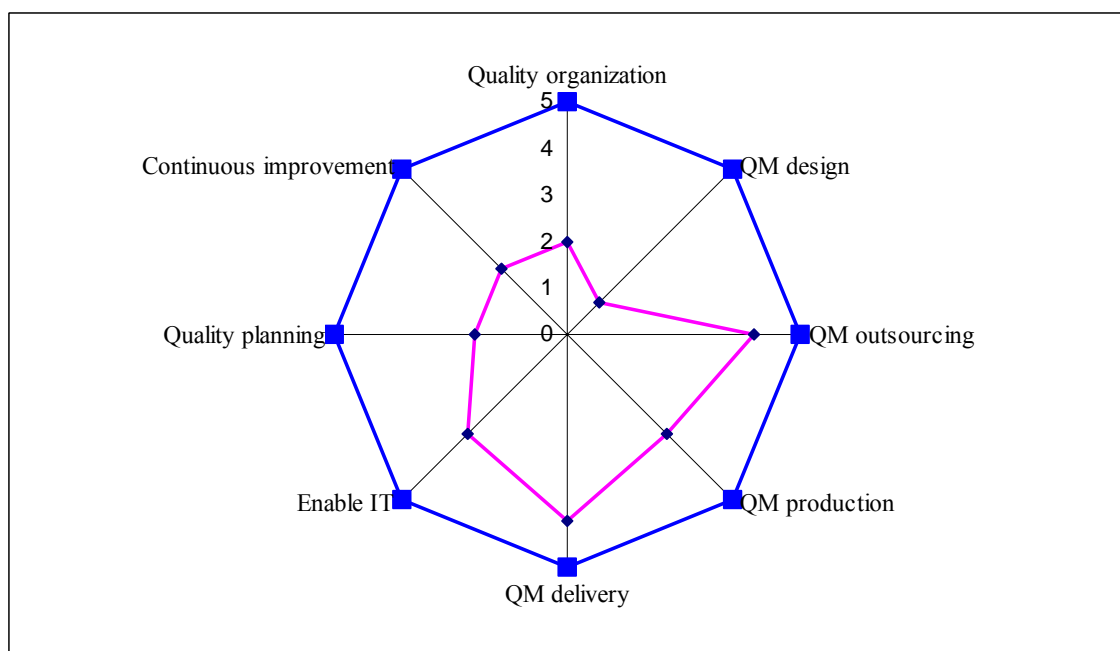 Quality organization
5
Continuous improvement
QM design
4
3
2
1
Quality planning
0
QM outsourcing
Enable IT
QM production
QM delivery